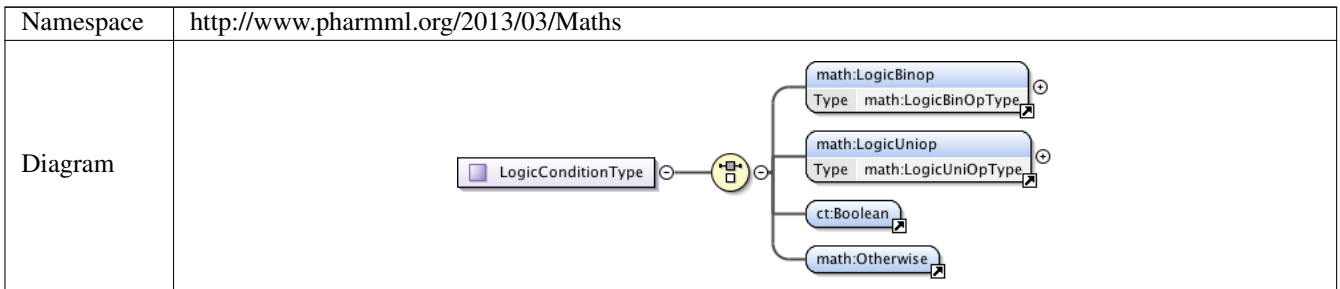 Namespace http://www.pharmml.org/2013/03/Maths
Diagram
math:LogicBinop
Type math:LogicBinOpType
math:LogicUniop
Type math:LogicUniOpType
LogicConditionType
ct:Boolean
math:Otherwise